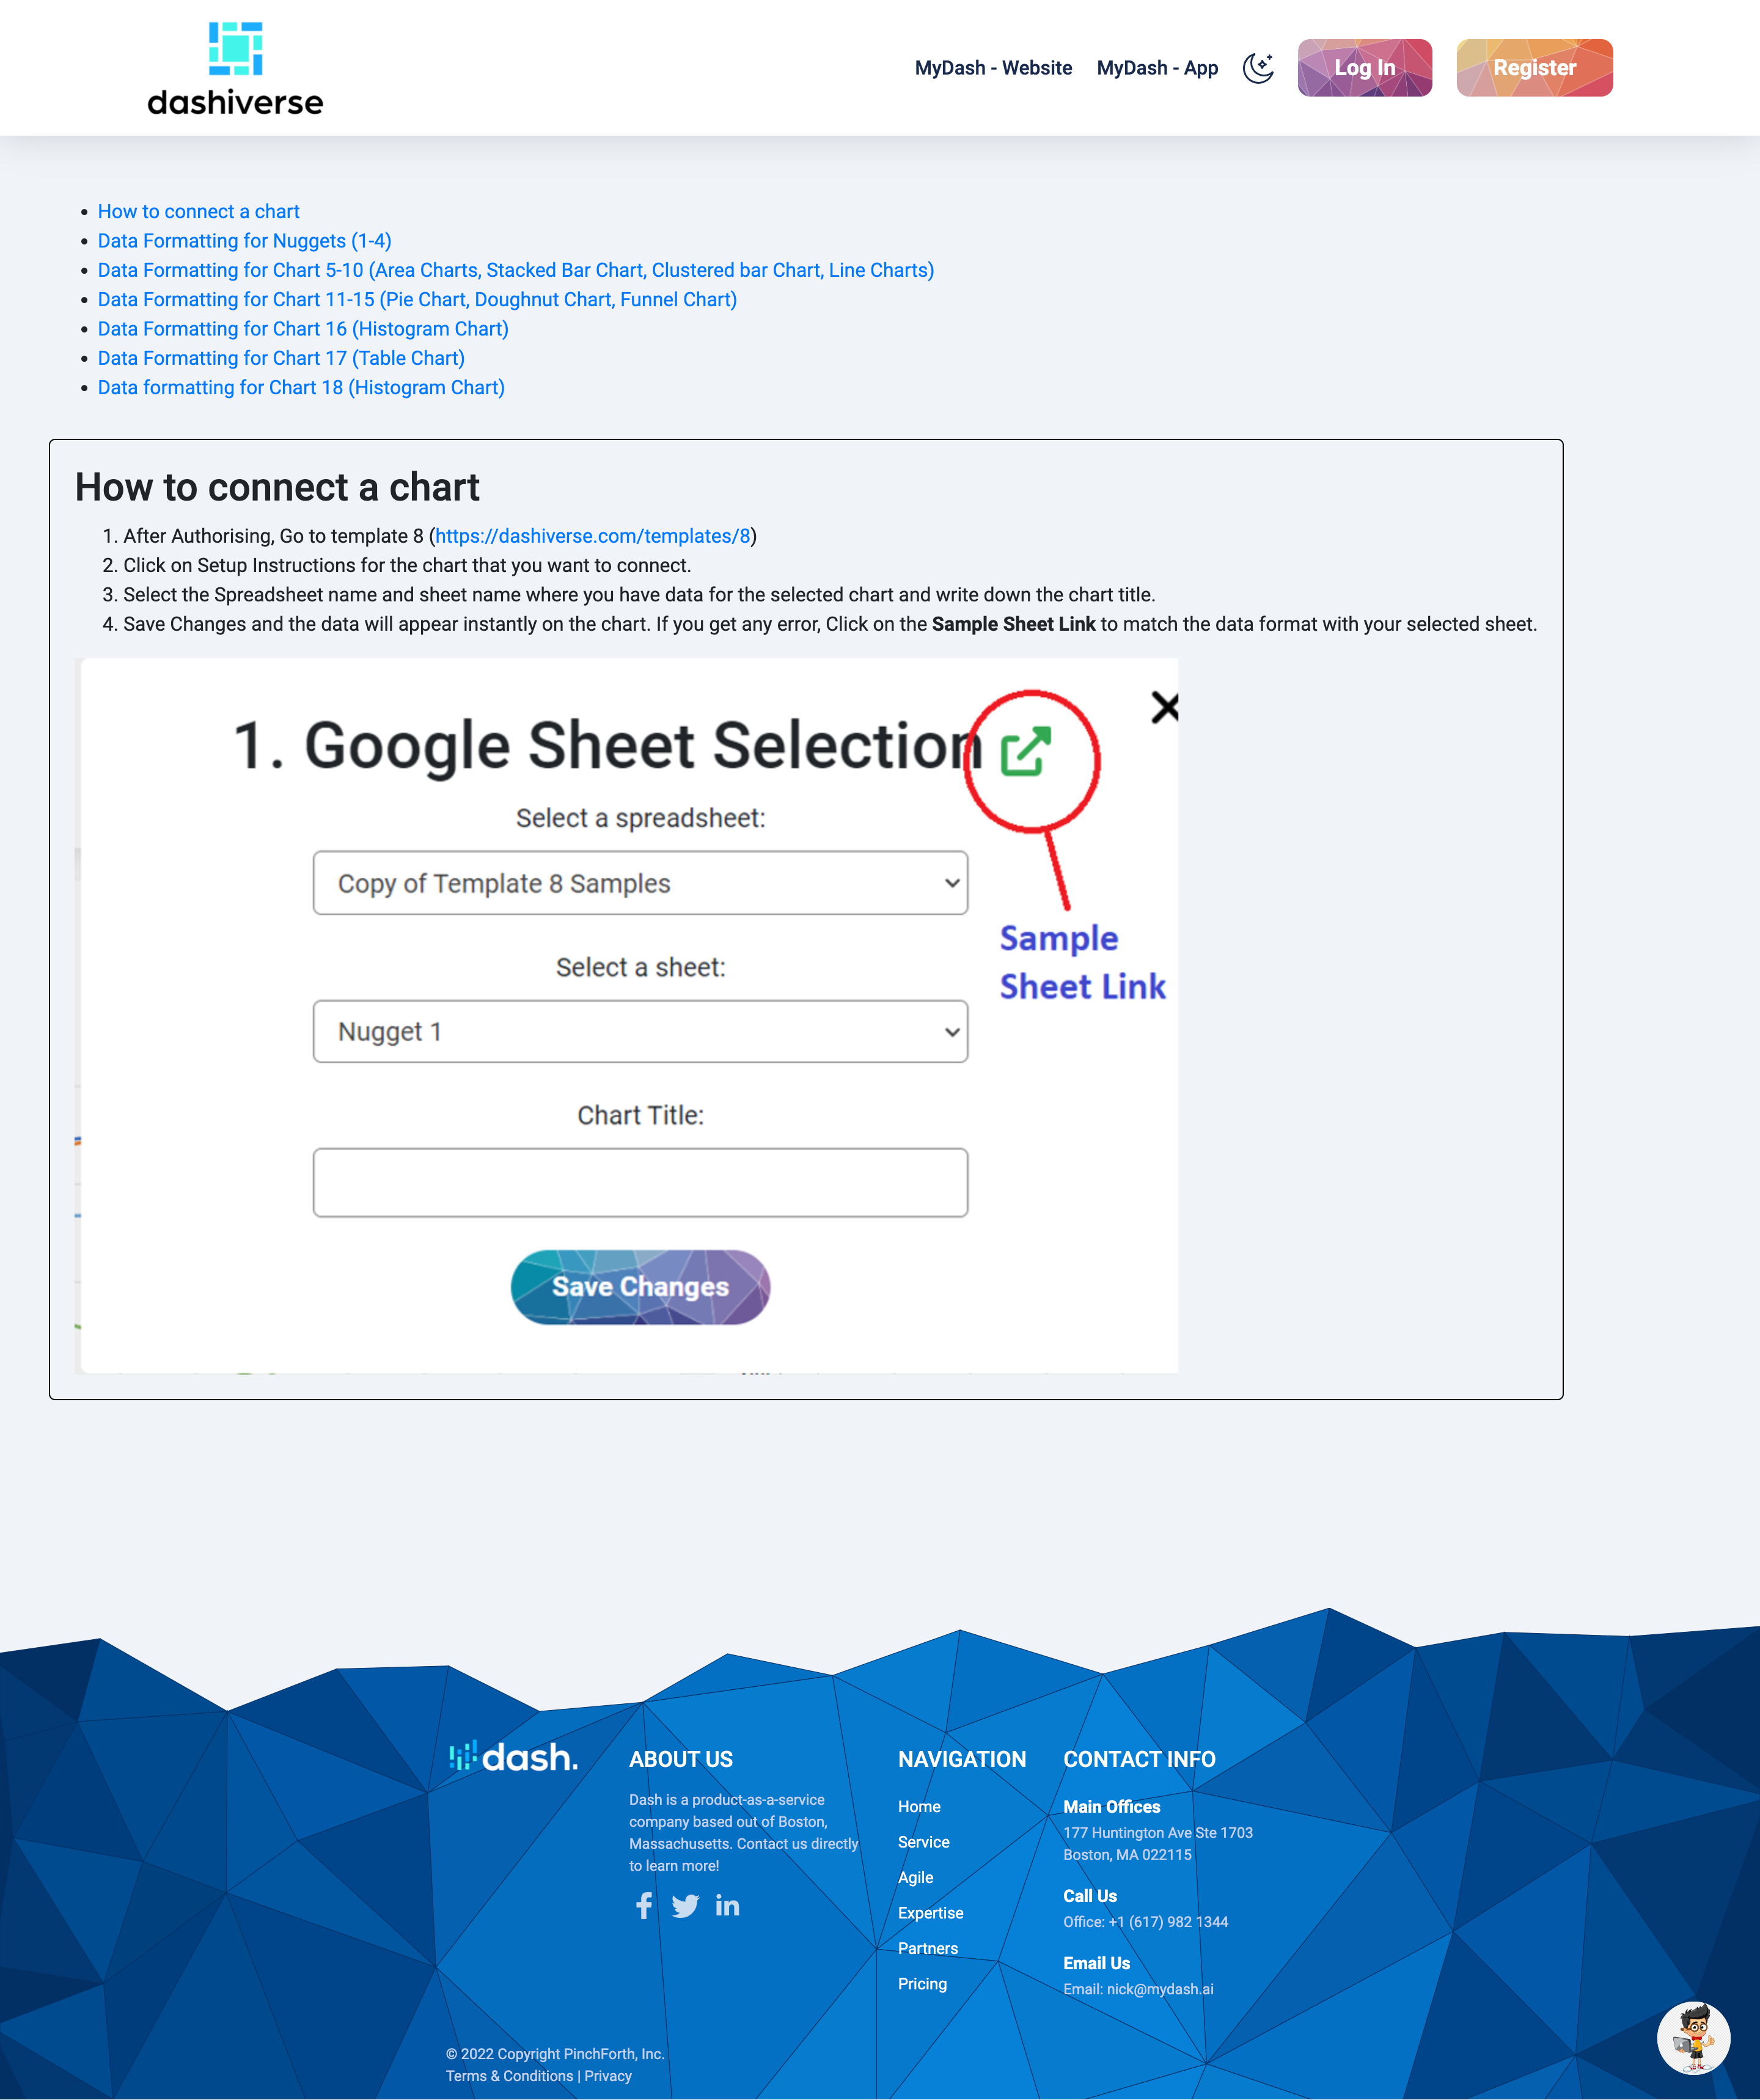 dashiverse
MyDash - Website
MyDash - App
Log In
Register
How to connect a chart
Data Formatting for Nuggets (1-4)
Data Formatting for Chart 5-10 (Area Charts, Stacked Bar Chart, Clustered bar Chart, Line Charts)
Data Formatting for Chart 11-15 (Pie Chart, Doughnut Chart, Funnel Chart)
Data Formatting for Chart 16 (Histogram Chart)
Data Formatting for Chart 17 (Table Chart)
Data formatting for Chart 18 (Histogram Chart)
How to connect a chart
1. After Authorising, Go to template 8 (https://dashiverse.com/templates/8)
2. Click on Setup Instructions for the chart that you want to connect.
3. Select the Spreadsheet name and sheet name where you have data for the selected chart and write down the chart title.
4. Save Changes and the data will appear instantly on the chart. If you get any error, Click on the Sample Sheet Link to match the data format with your selected sheet.
1. Google Sheet Selection
Select a spreadsheet:
Copy of Template 8 Samples
Sample
Sheet Link
Select a sheet:
Nugget 1
Chart Title:
Save Changes
dash.
ABOUT US
Dash is a product-as-a-service
company based out of Boston,
Massachusetts. Contact us directly
to learn more!
NAVIGATION
Home
Service
Agile
Expertise
Partners
Pricing
CONTACT INFO
Main Offices
177 Huntington Ave Ste 1703
Boston, MA 022115
Call Us
Office: +1 (617) 982 1344
Email Us
Email: nick@mydash.ai
© 2022 Copyright PinchForth, Inc.
Terms & Conditions | Privacy